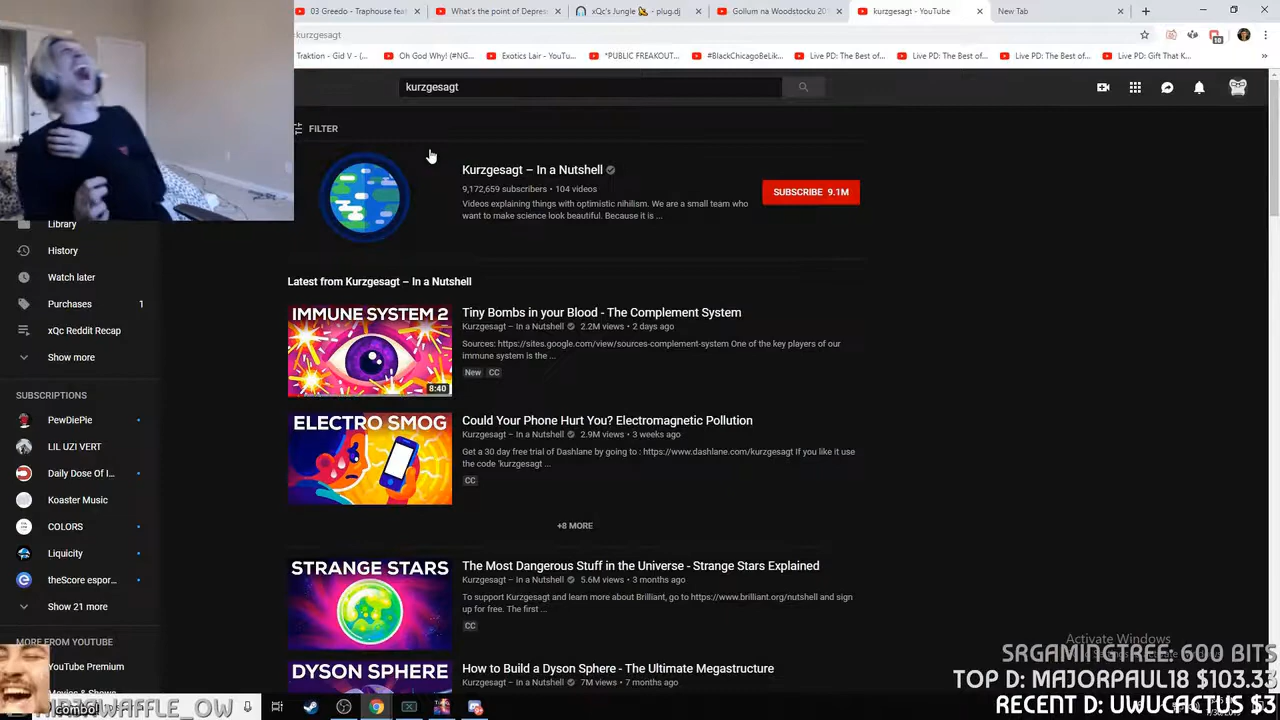 03 Greedo - Traphouse fea
What's the point of Depres
xQc's Jungle - plug.dj
Gollum na Woodstocku 20
kurzgesagt - YouTube
New Tab
kurzgesagt
Traktion - Gid V - (...
Oh God Why! (#NG...
Exotics Lair - YouTu...
*PUBLIC FREAKOUT...
#BlackChicagoBeLik...
Live PD: The Best of...
Live PD: The Best of...
Live PD: The Best of...
Live PD: Gift That K...
kurzgesagt
FILTER
Kurzgesagt – In a Nutshell
9,172,659 subscribers • 104 videos
Videos explaining things with optimistic nihilism. We are a small team who
want to make science look beautiful. Because it is ...
SUBSCRIBE 9.1M
Library
History
Watch later
Purchases 1
xQc Reddit Recap
Show more
SUBSCRIPTIONS
PewDiePie
LIL UZI VERT
Daily Dose Of I...
Koaster Music
COLORS
Liquicity
theScore espor...
Show 21 more
MORE FROM YOUTUBE
YouTube Premium
Movies & Shows
Latest from Kurzgesagt – In a Nutshell
IMMUNE SYSTEM 2
8:40
Tiny Bombs in your Blood - The Complement System
Kurzgesagt – In a Nutshell 2.2M views • 2 days ago
Sources: https://sites.google.com/view/sources-complement-system One of the key players of our
immune system is the ...
New CC
ELECTRO SMOG
Could Your Phone Hurt You? Electromagnetic Pollution
Kurzgesagt – In a Nutshell 2.9M views • 3 weeks ago
Get a 30 day free trial of Dashlane by going to : https://www.dashlane.com/kurzgesagt If you like it use
the code 'kurzgesagt ...
CC
+8 MORE
STRANGE STARS
The Most Dangerous Stuff in the Universe - Strange Stars Explained
Kurzgesagt – In a Nutshell 5.6M views • 3 months ago
To support Kurzgesagt and learn more about Brilliant, go to https://www.brilliant.org/nutshell and sign
up for free. The first ...
CC
DYSON SPHERE
How to Build a Dyson Sphere - The Ultimate Megastructure
Kurzgesagt – In a Nutshell 7M views • 7 months ago
Activate Windows
SRGAMINGTREE: 600 BITS
TOP D: MAJORPAUL18 $103.33
RECENT D: UWUCACTUS $3
combo!
NINJAWAFFLE_OW